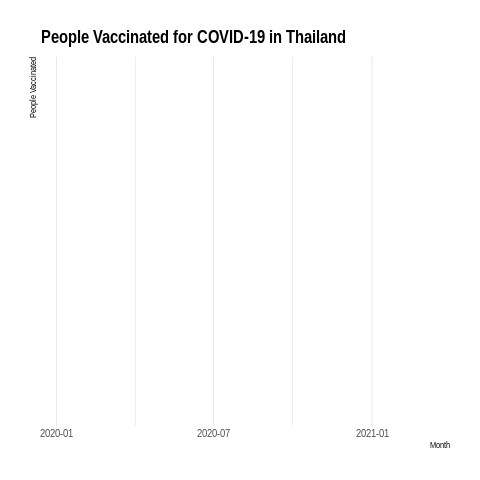 People Vaccinated for COVID-19 in Thailand
People Vaccinated
2020-01
2020-07
2021-01
Month